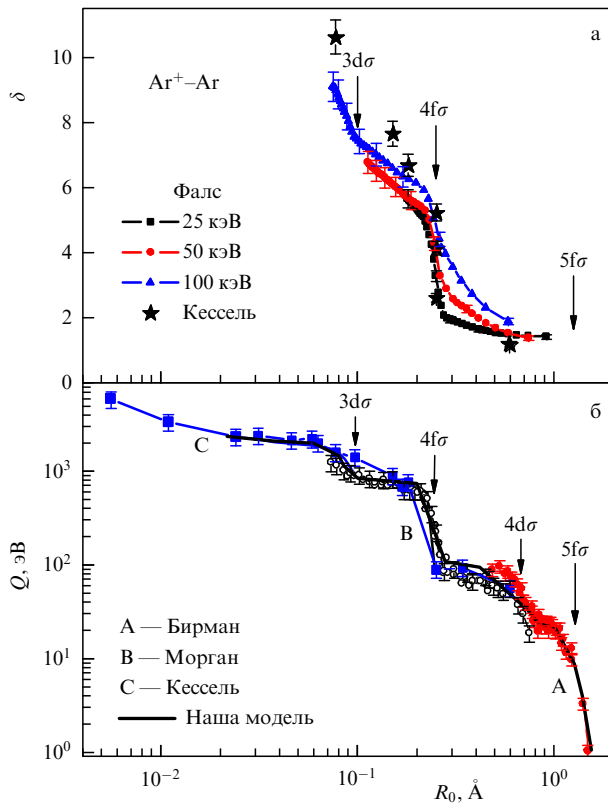 10
8
6
4
2
0
δ
а
Ar⁺–Ar
3dσ
4fσ
5fσ
Фалс
25 кэВ
50 кэВ
100 кэВ
Кессель
10³
10²
10¹
10⁰
Q, эВ
б
3dσ
4fσ
4dσ
5fσ
C
B
A
A — Бирман
B — Морган
C — Кессель
Наша модель
10⁻²
10⁻¹
10⁰
R₀, Å